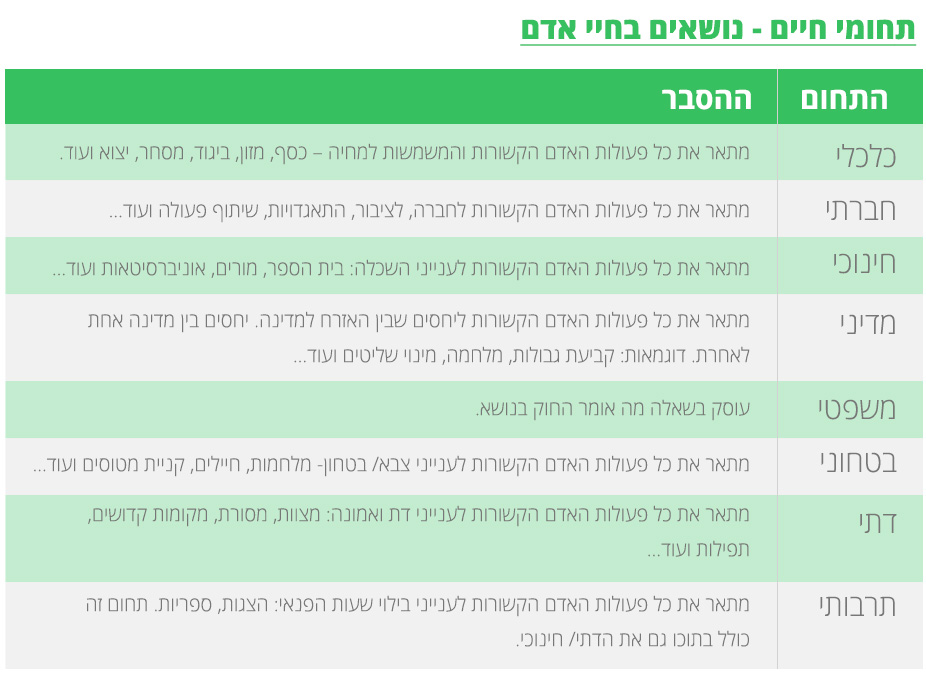 תחומי חיים - נושאים בחיי אדם
התחום ההסבר
כלכלי מתאר את כל פעולות האדם הקשורות והמשמשות למחיה – כסף, מזון, ביגוד, מסחר, יצוא ועוד.
חברתי מתאר את כל פעולות האדם הקשורות לחברה, לציבור, התאגדויות, שיתוף פעולה ועוד...
חינוכי מתאר את כל פעולות האדם הקשורות לענייני השכלה: בית הספר, מורים, אוניברסיטאות ועוד...
מדיני מתאר את כל פעולות האדם הקשורות ליחסים שבין האזרח למדינה. יחסים בין מדינה אחת
לאחרת. דוגמאות: קביעת גבולות, מלחמה, מינוי שליטים ועוד...
משפטי עוסק בשאלה מה אומר החוק בנושא.
בטחוני מתאר את כל פעולות האדם הקשורות לענייני צבא/ בטחון- מלחמות, חיילים, קניית מטוסים ועוד...
דתי מתאר את כל פעולות האדם הקשורות לענייני דת ואמונה: מצוות, מסורת, מקומות קדושים,
תפילות ועוד...
תרבותי מתאר את כל פעולות האדם הקשורות לענייני בילוי שעות הפנאי: הצגות, ספריות. תחום זה
כולל בתוכו גם את הדתי/ חינוכי.